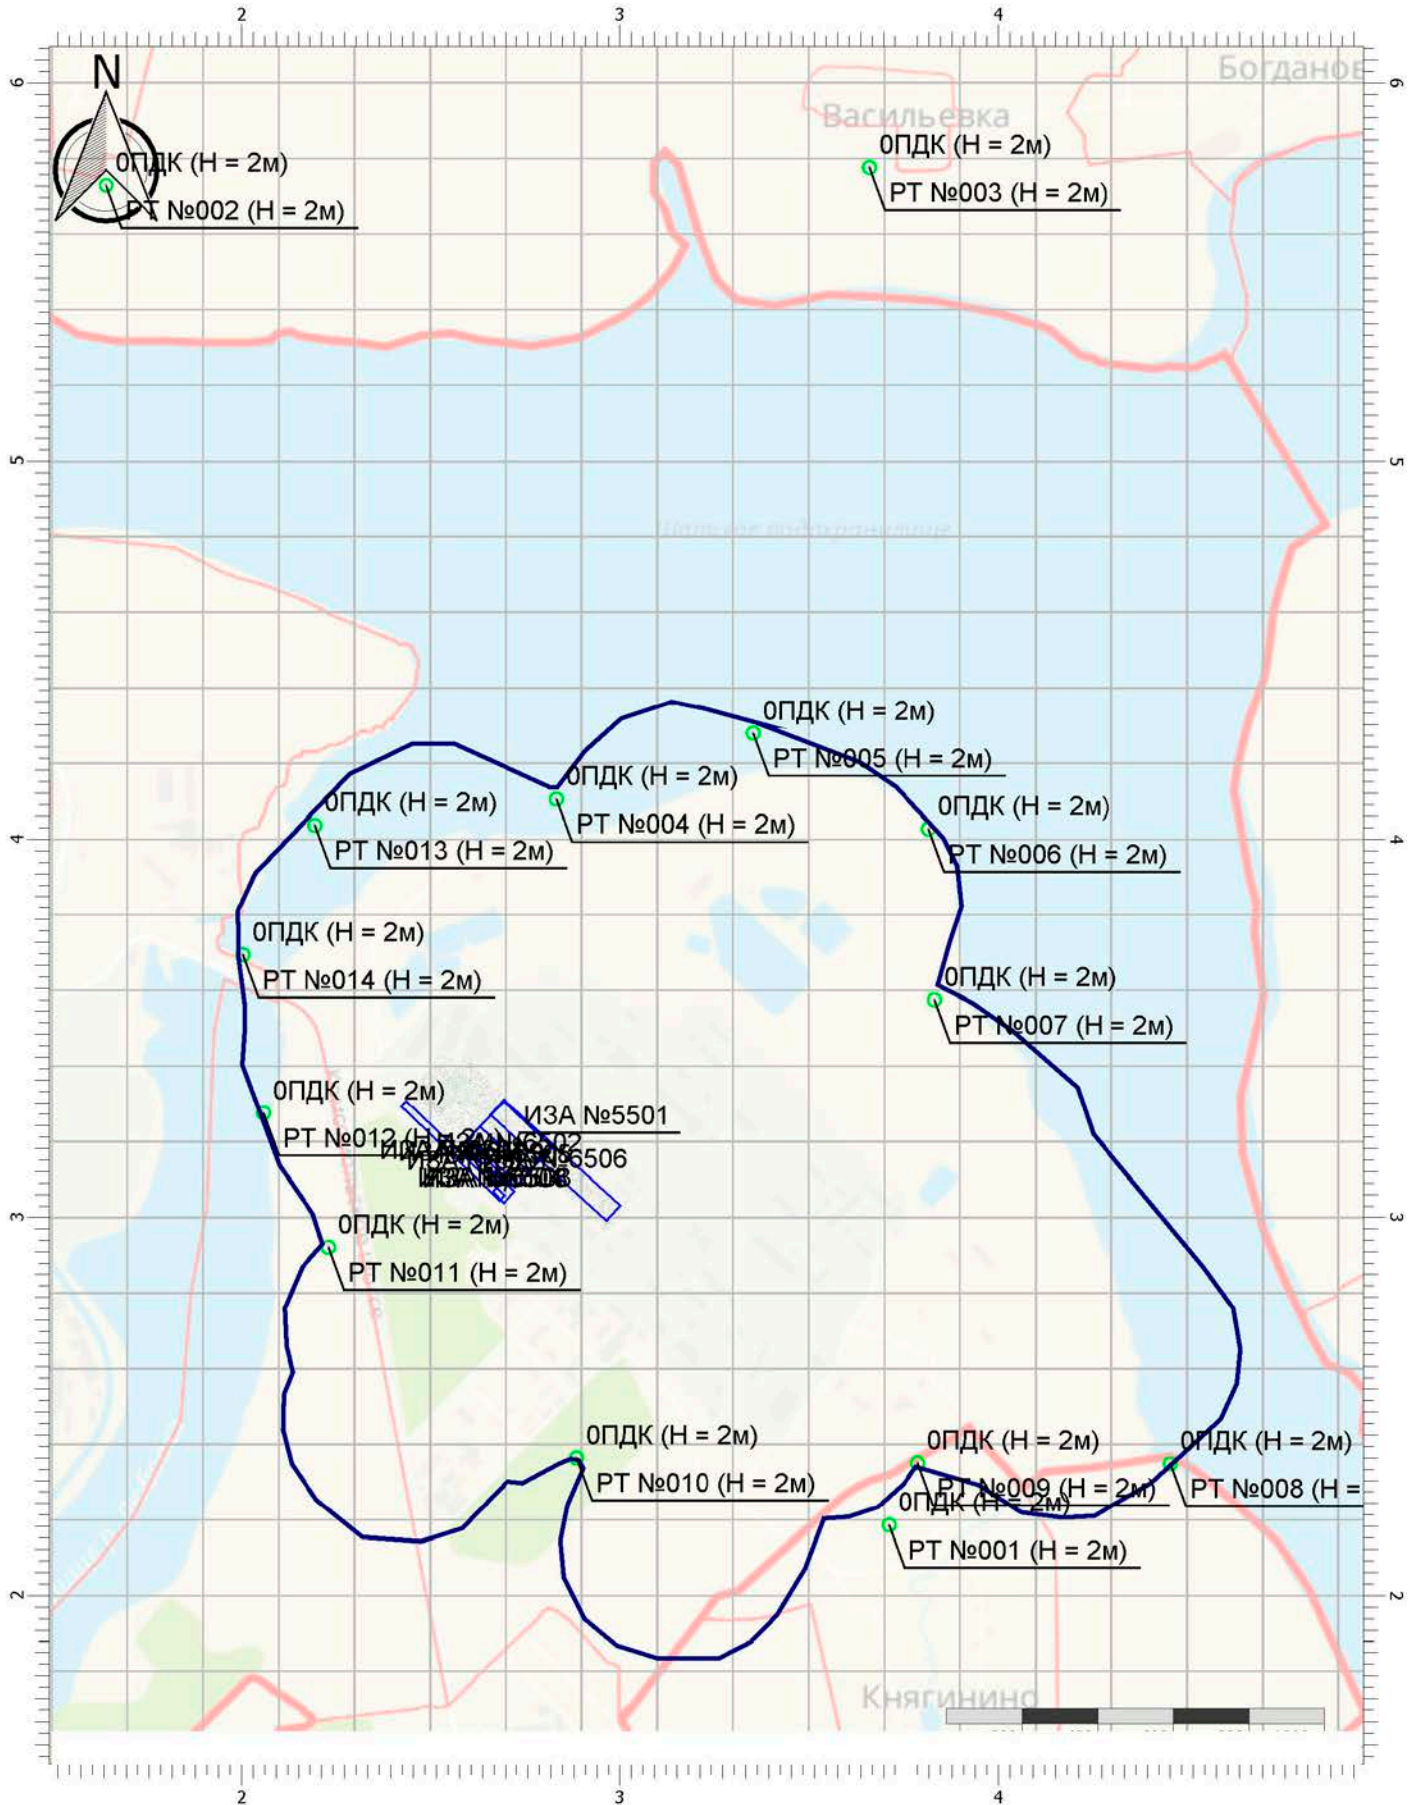 2 3 4
6
6
N
Богданов
Васильевка
0ПДК (Н = 2м)
РТ №003 (Н = 2м)
0ПДК (Н = 2м)
РТ №002 (Н = 2м)
5
5
Шатское водохранилище
0ПДК (Н = 2м)
РТ №005 (Н = 2м)
0ПДК (Н = 2м)
РТ №004 (Н = 2м)
0ПДК (Н = 2м)
РТ №013 (Н = 2м)
0ПДК (Н = 2м)
РТ №006 (Н = 2м)
4
4
0ПДК (Н = 2м)
РТ №014 (Н = 2м)
0ПДК (Н = 2м)
РТ №007 (Н = 2м)
0ПДК (Н = 2м)
РТ №012 (Н = 2м)
ИЗА №5501
3
3
0ПДК (Н = 2м)
РТ №011 (Н = 2м)
0ПДК (Н = 2м)
РТ №010 (Н = 2м)
0ПДК (Н = 2м)
РТ №009 (Н = 2м)
0ПДК (Н = 2м)
РТ №008 (Н =
0ПДК (Н = 2м)
РТ №001 (Н = 2м)
2
2
Княгинино
2 3 4